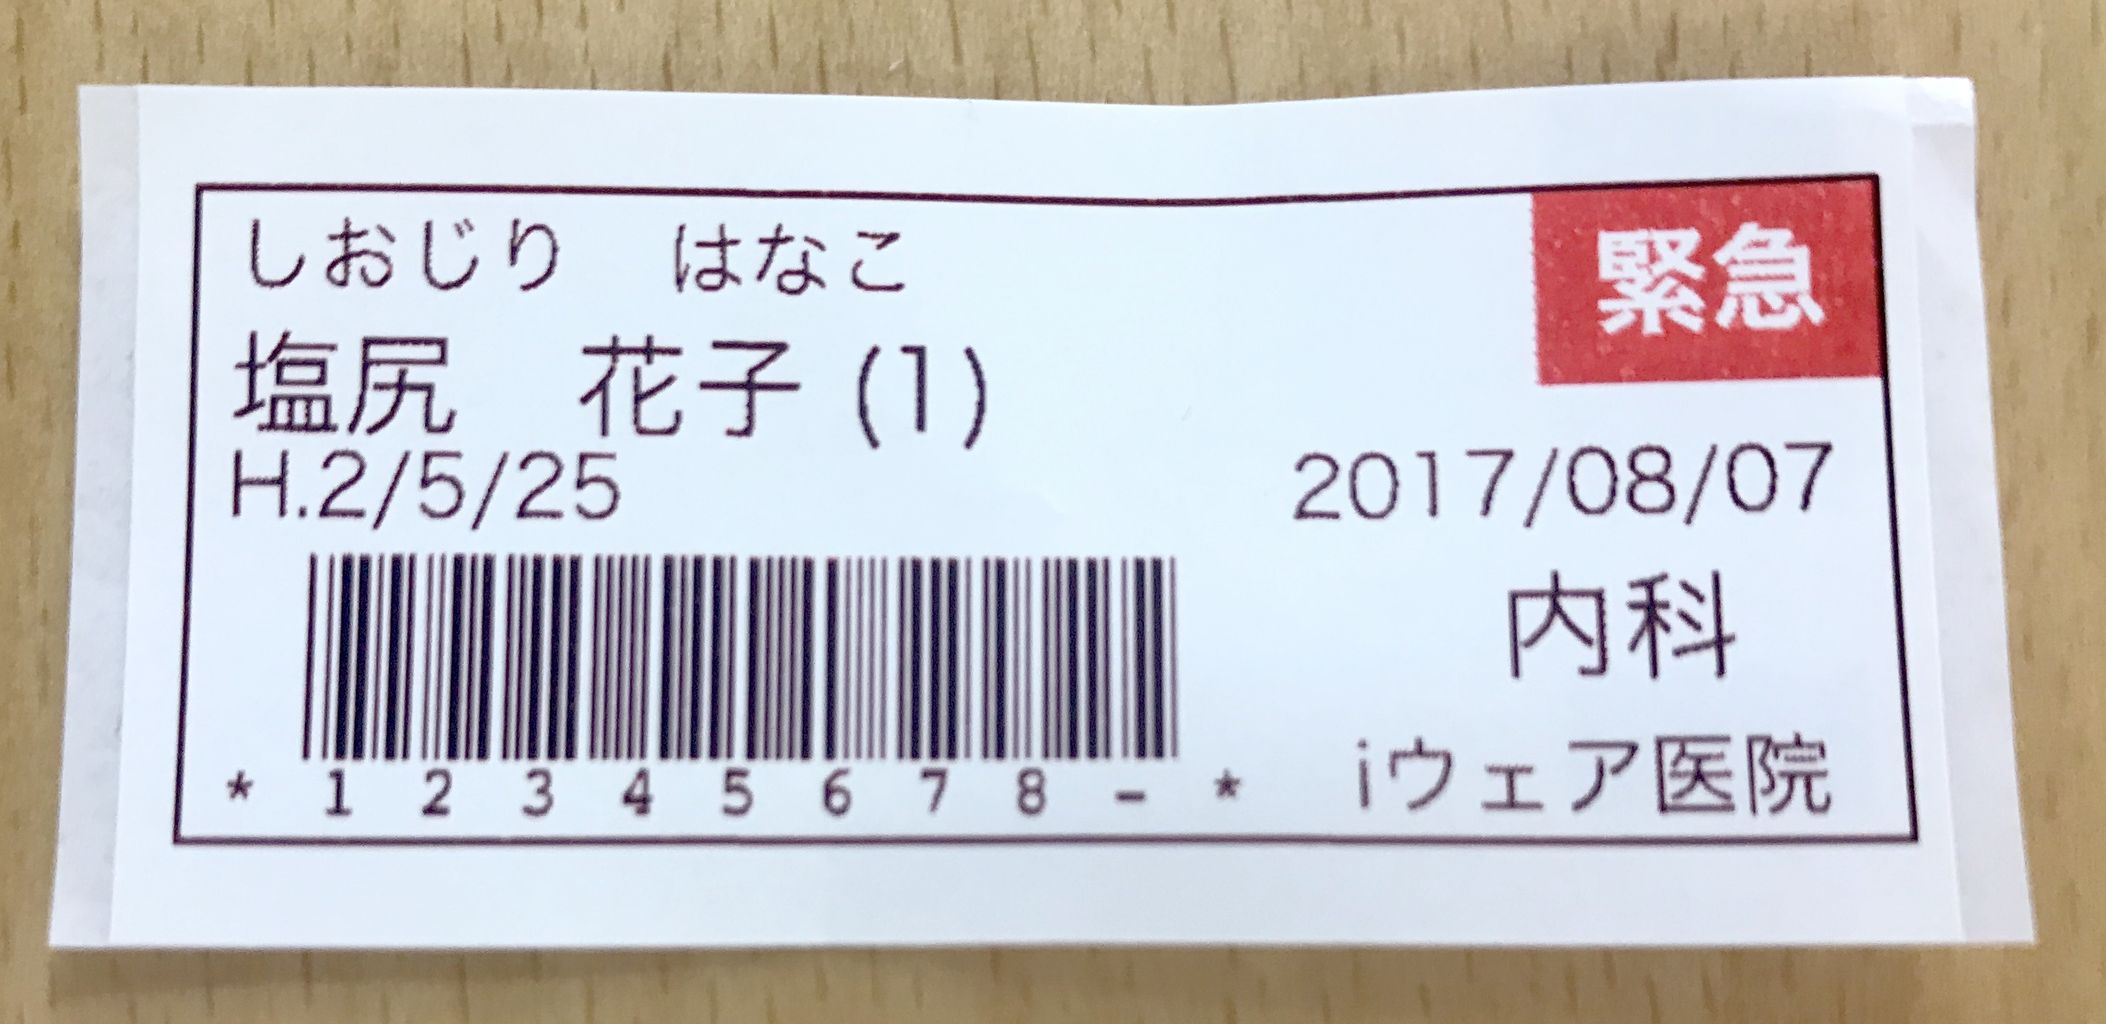 しおじり　はなこ
緊急
塩尻　花子 (1)
H.2/5/25
2017/08/07
内科
* 1 2 3 4 5 6 7 8 - *
iウェア医院